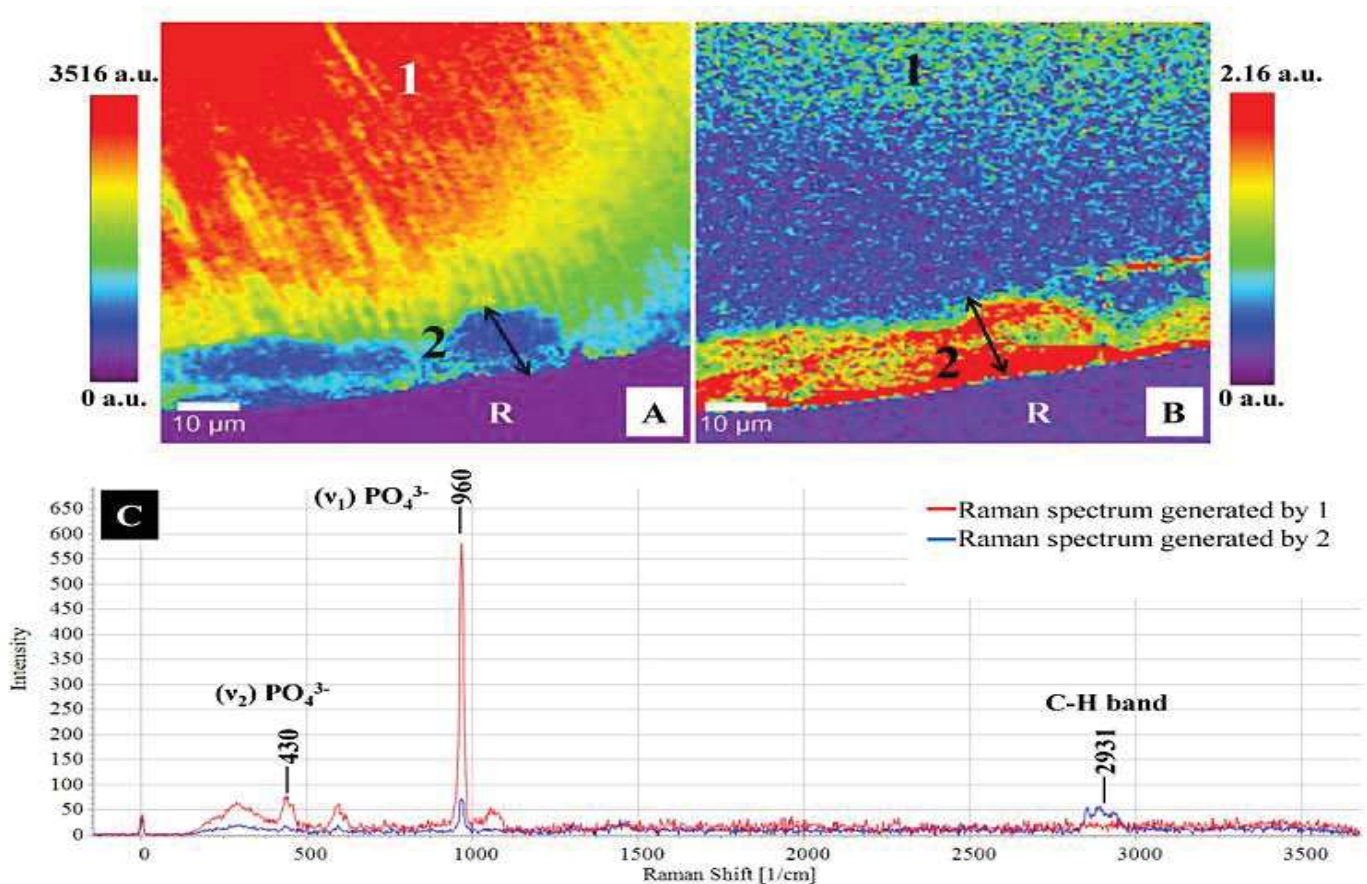 3516 a.u.
0 a.u.
1
2
R
A
10 µm
1
2
R
B
10 µm
2.16 a.u.
0 a.u.
C
(ν₁) PO₄³⁻
960
(ν₂) PO₄³⁻
430
C-H band
2931
Raman spectrum generated by 1
Raman spectrum generated by 2
Intensity
650
600
550
500
450
400
350
300
250
200
150
100
50
0
0 500 1000 1500 2000 2500 3000 3500
Raman Shift [1/cm]